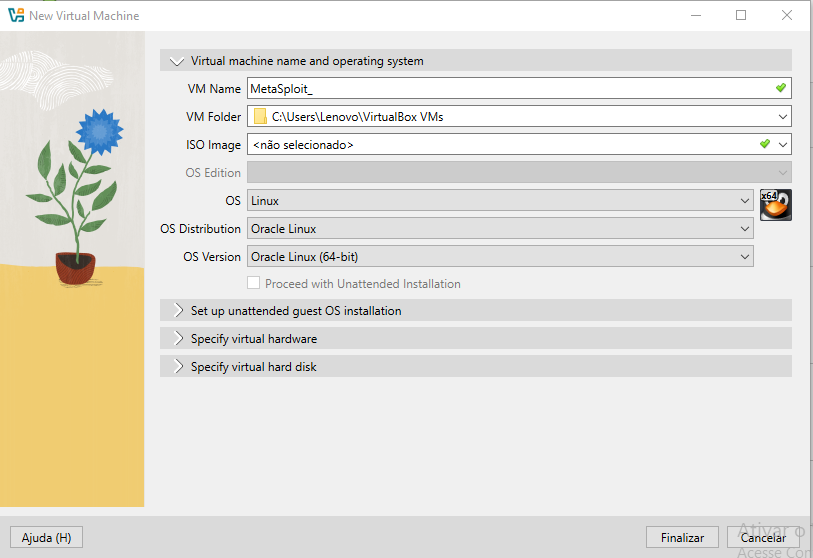 New Virtual Machine
Virtual machine name and operating system
VM Name MetaSploit_
VM Folder C:\Users\Lenovo\VirtualBox VMs
ISO Image <não selecionado>
OS Edition
OS Linux
x64
OS Distribution Oracle Linux
OS Version Oracle Linux (64-bit)
Proceed with Unattended Installation
Set up unattended guest OS installation
Specify virtual hardware
Specify virtual hard disk
Ajuda (H) Finalizar Cancelar
Ativar o
Acesse Con